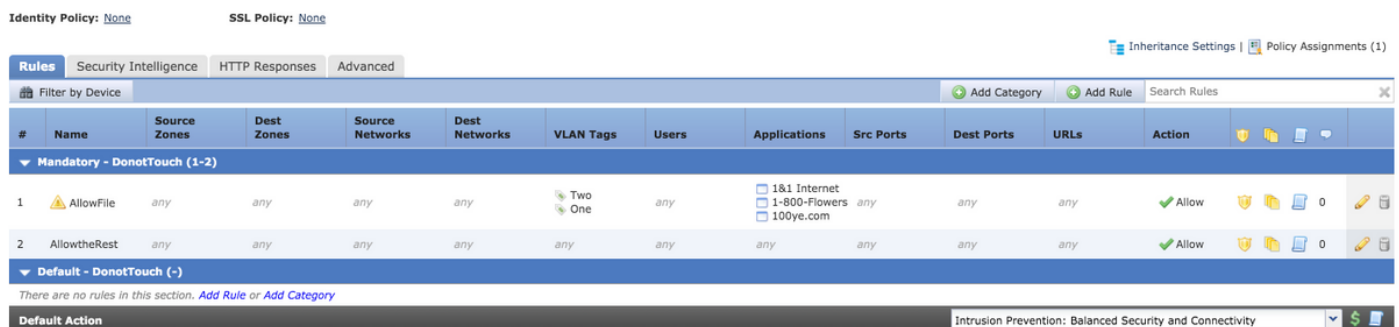 Identity Policy: None SSL Policy: None
Inheritance Settings | Policy Assignments (1)
Rules Security Intelligence HTTP Responses Advanced
Filter by Device Add Category Add Rule Search Rules
# Name Source Zones Dest Zones Source Networks Dest Networks VLAN Tags Users Applications Src Ports Dest Ports URLs Action
Mandatory - DonotTouch (1-2)
1 AllowFile any any any any Two One any 1&1 Internet 1-800-Flowers 100ye.com any any any Allow 0
2 AllowtheRest any any any any any any any any any any Allow 0
Default - DonotTouch (-)
There are no rules in this section. Add Rule or Add Category
Default Action Intrusion Prevention: Balanced Security and Connectivity